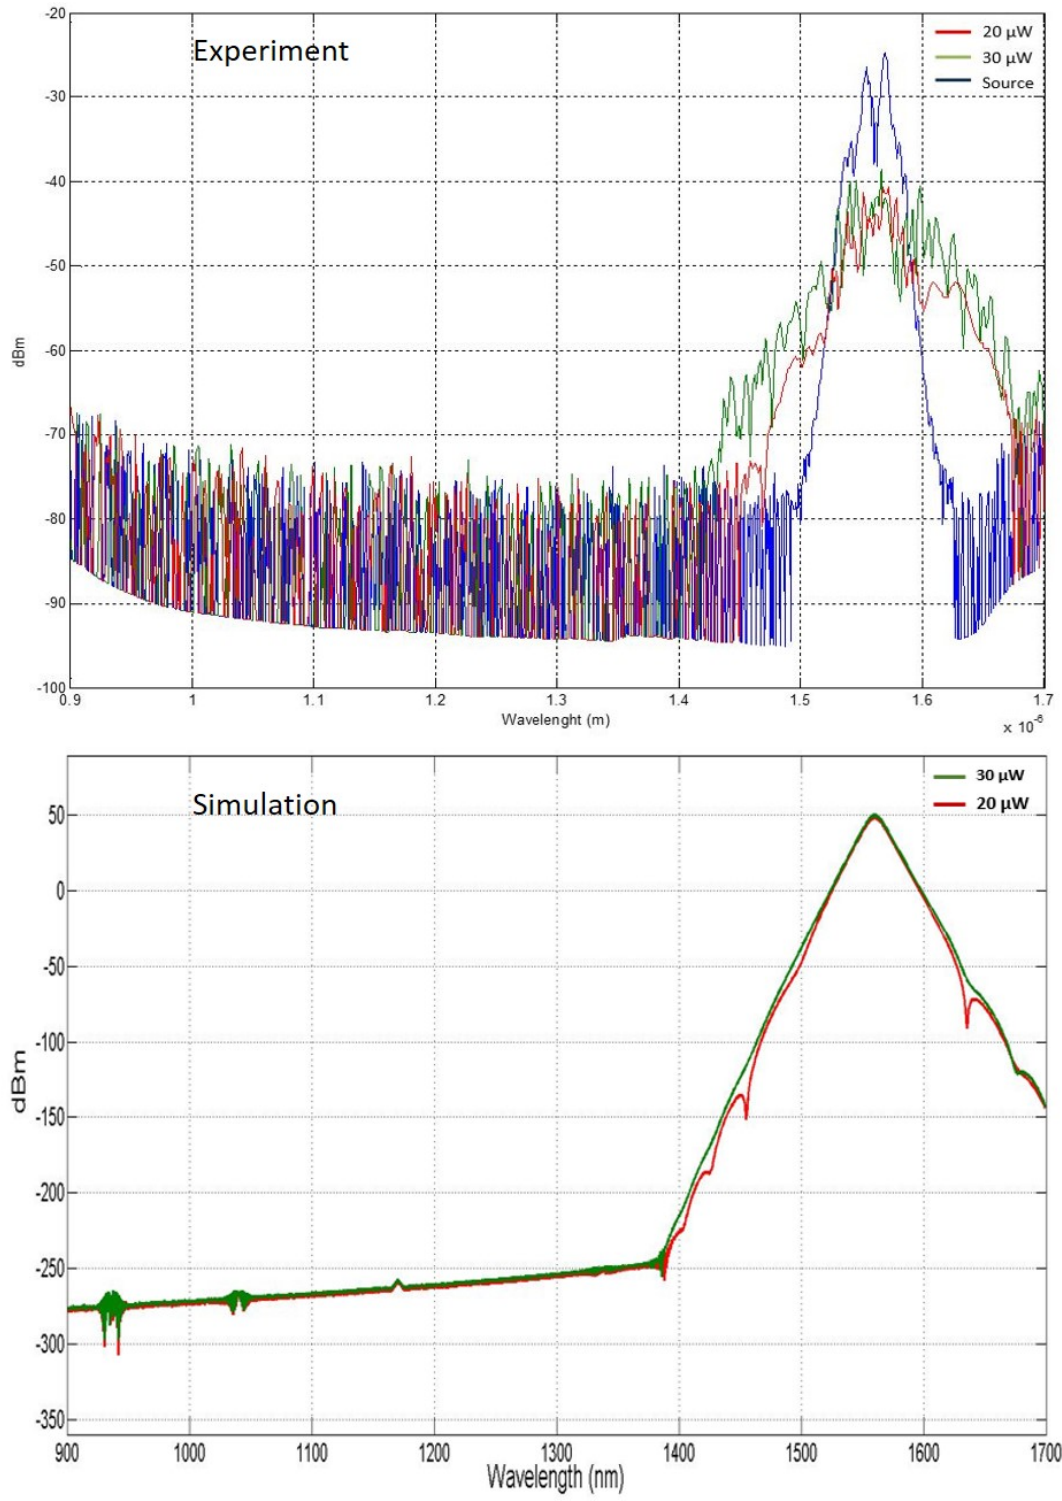 -20
Experiment
20 µW
30 µW
Source
-30
-40
-50
-60
dBm
-70
-80
-90
-100
0.9 1 1.1 1.2 1.3 1.4 1.5 1.6 1.7
Wavelenght (m)
x 10⁻⁶
Simulation
30 µW
20 µW
50
0
-50
-100
dBm
-150
-200
-250
-300
-350
900 1000 1100 1200 1300 1400 1500 1600 1700
Wavelength (nm)